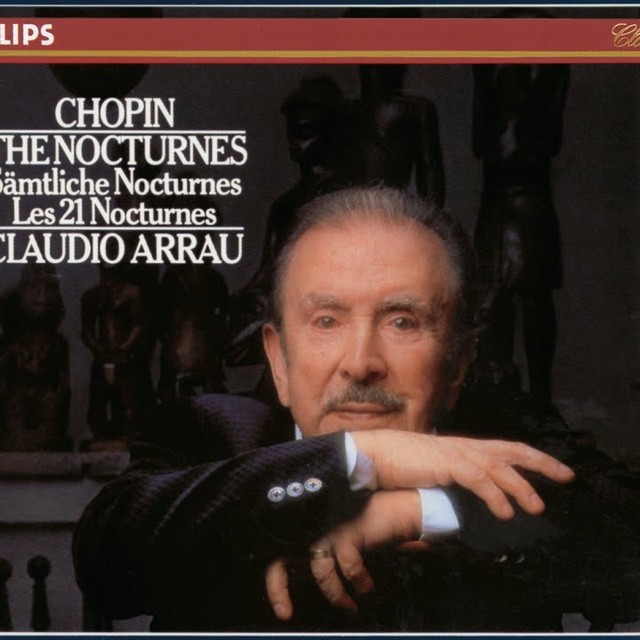 LIPS
CHOPIN
THE NOCTURNES
Sämtliche Nocturnes
Les 21 Nocturnes
CLAUDIO ARRAU